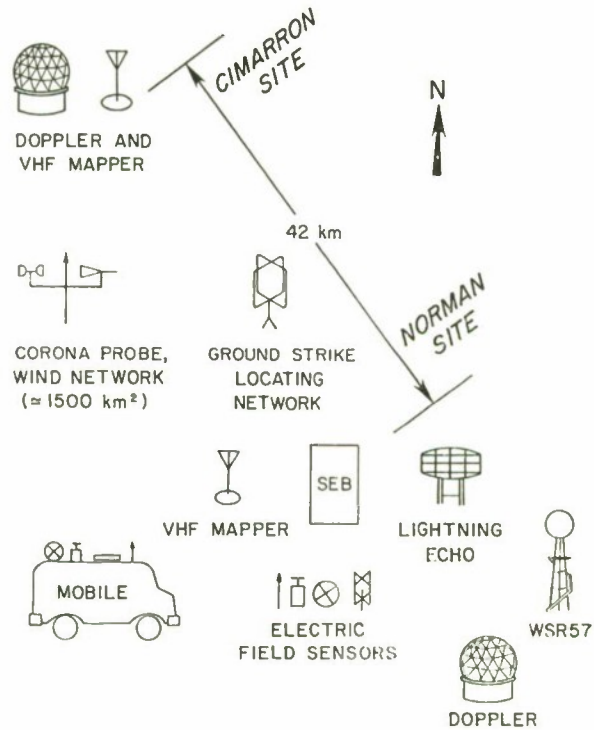 CIMARRON
SITE
N
DOPPLER AND
VHF MAPPER
42 km
NORMAN
SITE
CORONA PROBE,
WIND NETWORK
(≃1500 km²)
GROUND STRIKE
LOCATING
NETWORK
SEB
VHF MAPPER
LIGHTNING
ECHO
MOBILE
ELECTRIC
FIELD SENSORS
WSR57
DOPPLER